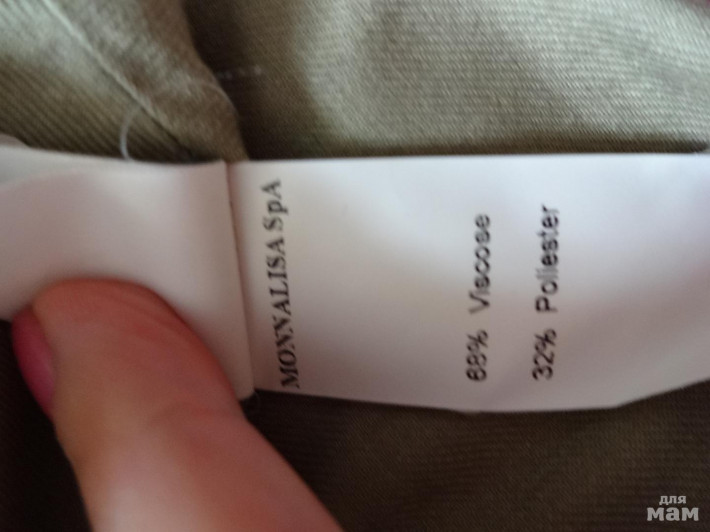 MONNALISA SpA
68% Viscose
32% Poliester
для
мам